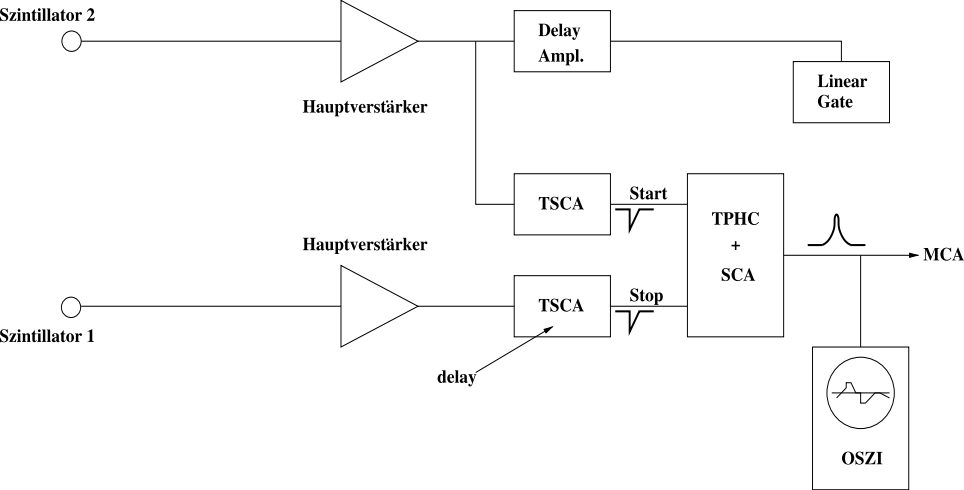 Szintillator 2
Delay
Ampl.
Linear
Gate
Hauptverstärker
TSCA
Start
TPHC
+
SCA
Hauptverstärker
MCA
TSCA
Stop
Szintillator 1
delay
OSZI